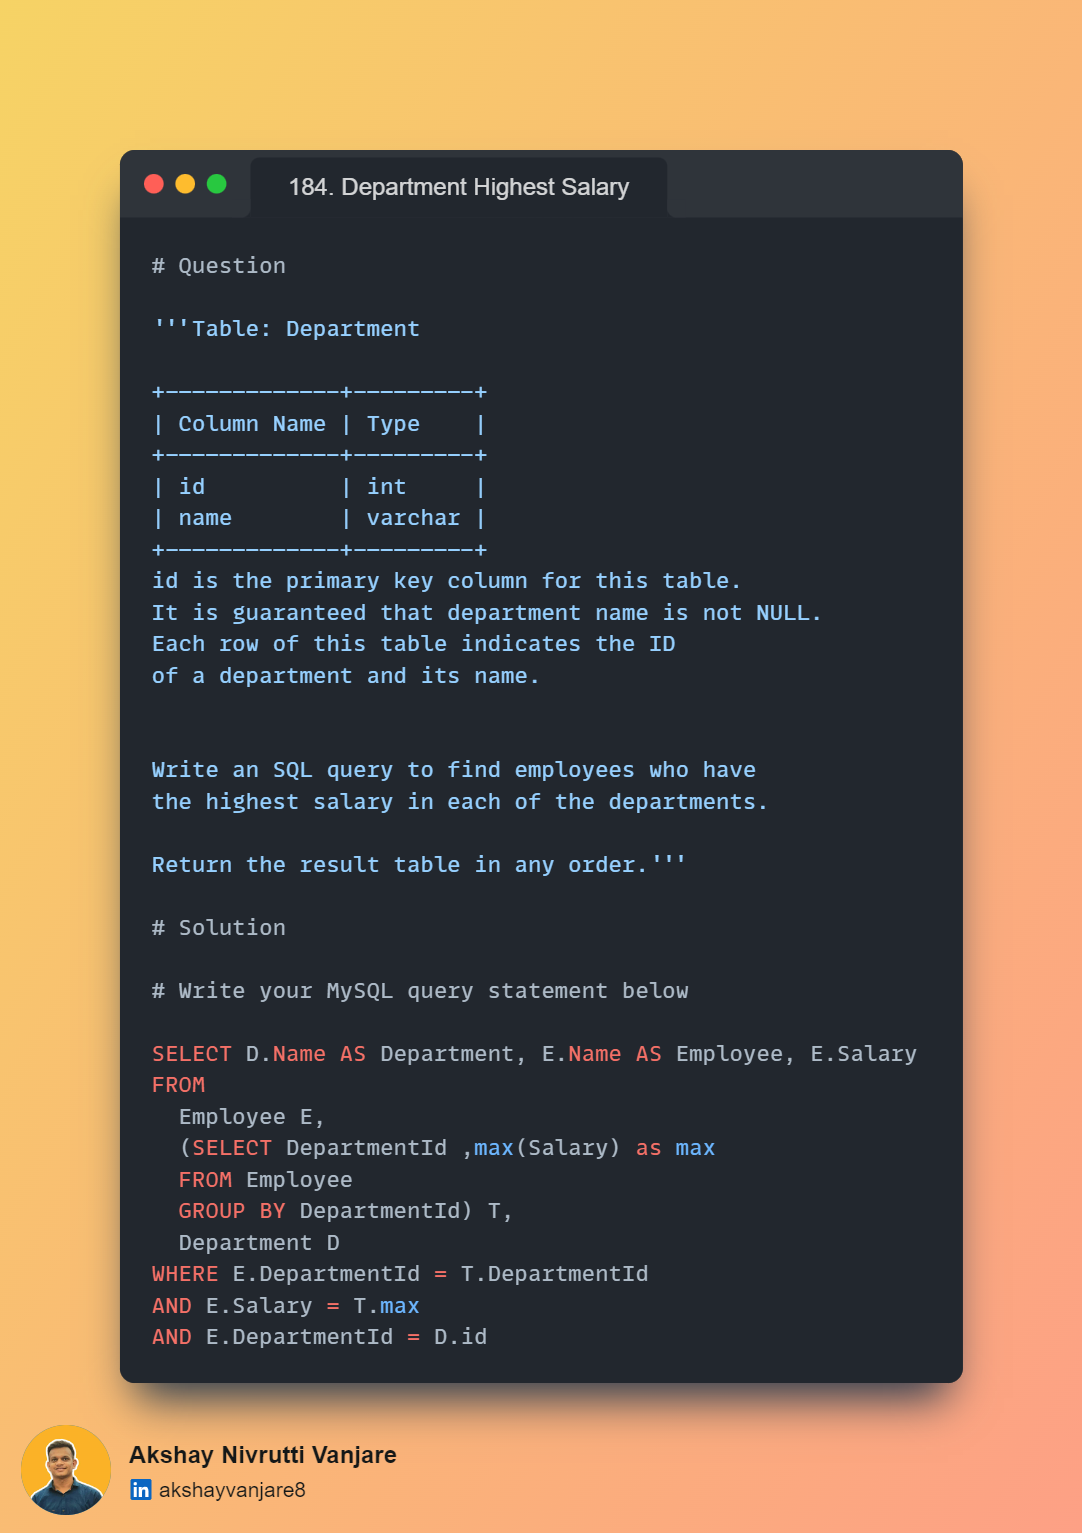 184. Department Highest Salary
# Question
'''Table: Department
+-------------+---------+
| Column Name | Type    |
+-------------+---------+
| id          | int     |
| name        | varchar |
+-------------+---------+
id is the primary key column for this table.
It is guaranteed that department name is not NULL.
Each row of this table indicates the ID
of a department and its name.
Write an SQL query to find employees who have
the highest salary in each of the departments.
Return the result table in any order.'''
# Solution
# Write your MySQL query statement below
SELECT D.Name AS Department, E.Name AS Employee, E.Salary
FROM
  Employee E,
  (SELECT DepartmentId ,max(Salary) as max
  FROM Employee
  GROUP BY DepartmentId) T,
  Department D
WHERE E.DepartmentId = T.DepartmentId
AND E.Salary = T.max
AND E.DepartmentId = D.id
Akshay Nivrutti Vanjare
in akshayvanjare8